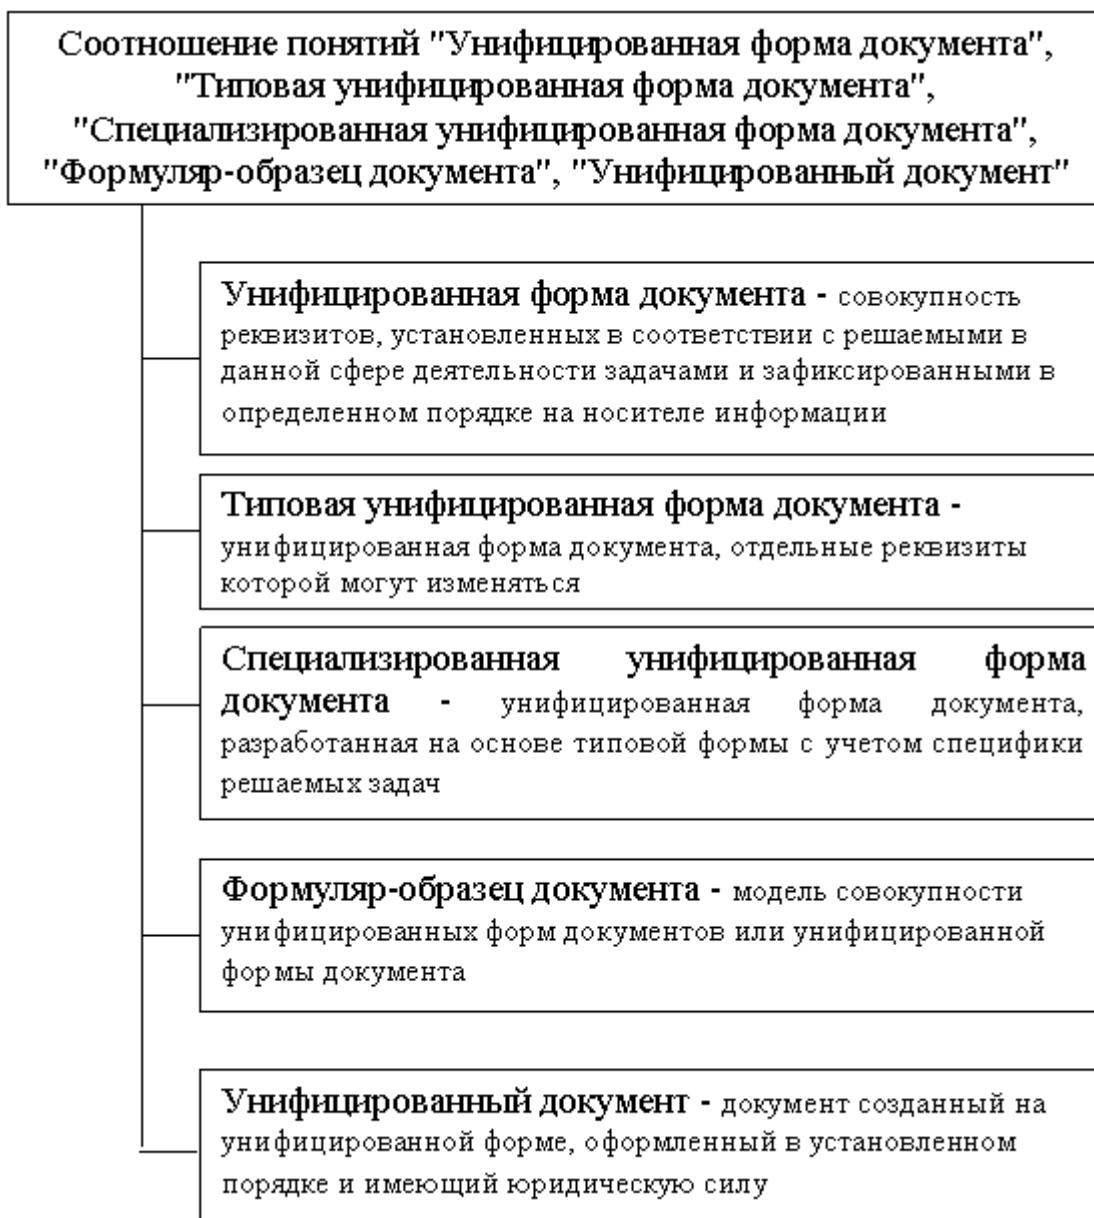 Соотношение понятий "Унифицированная форма документа",
"Типовая унифицированная форма документа",
"Специализированная унифицированная форма документа",
"Формуляр-образец документа", "Унифицированный документ"
Унифицированная форма документа - совокупность
реквизитов, установленных в соответствии с решаемыми в
данной сфере деятельности задачами и зафиксированными в
определенном порядке на носителе информации
Типовая унифицированная форма документа -
унифицированная форма документа, отдельные реквизиты
которой могут изменяться
Специализированная унифицированная форма
документа - унифицированная форма документа,
разработанная на основе типовой формы с учетом специфики
решаемых задач
Формуляр-образец документа - модель совокупности
унифицированных форм документов или унифицированной
формы документа
Унифицированный документ - документ созданный на
унифицированной форме, оформленный в установленном
порядке и имеющий юридическую силу